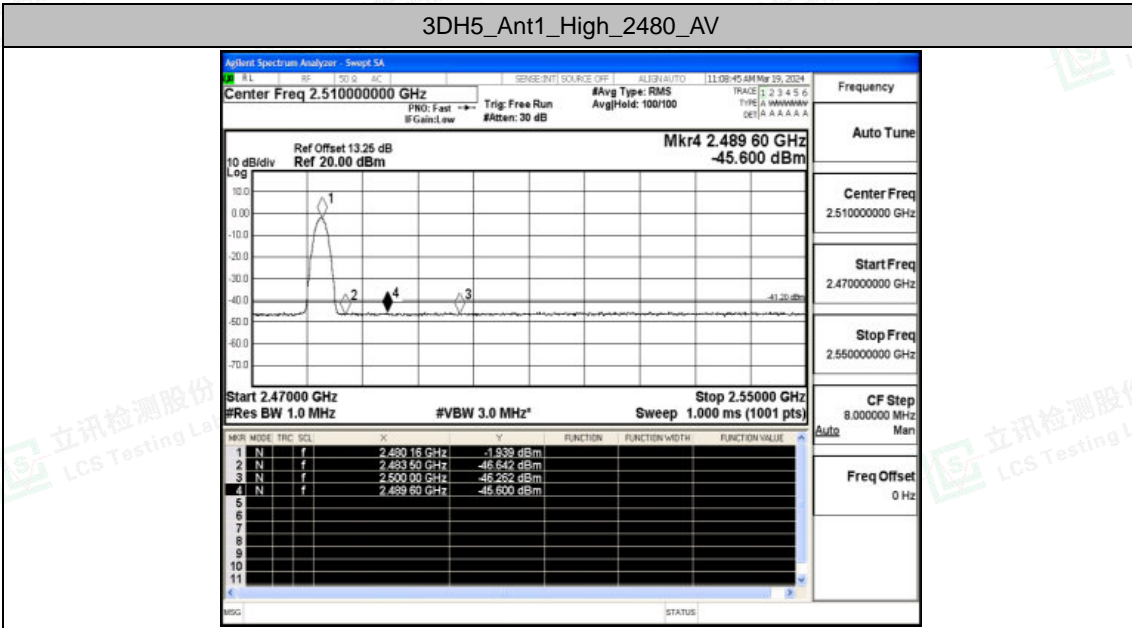 3DH5_Ant1_High_2480_AV
Agilent Spectrum Analyzer - Swept SA
RL RF 50 Ω AC SENSE:INT SOURCE OFF ALIGNAUTO 11:08:45 AM Mar 19, 2024
Center Freq 2.510000000 GHz
PNO: Fast
IFGain:Low
Trig: Free Run
#Atten: 30 dB
#Avg Type: RMS
Avg|Hold: 100/100
TRACE 1 2 3 4 5 6
TYPE A WWWWW
DET A A A A A A
Mkr4 2.489 60 GHz
-45.600 dBm
Ref Offset 13.25 dB
10 dB/div Ref 20.00 dBm
Log
10.0
0.00
-10.0
-20.0
-30.0
-40.0
-50.0
-60.0
-70.0
1
2
4
3
-41.20 dBm
Start 2.47000 GHz Stop 2.55000 GHz
#Res BW 1.0 MHz #VBW 3.0 MHz* Sweep 1.000 ms (1001 pts)
MKR MODE TRC SCL X Y FUNCTION FUNCTION WIDTH FUNCTION VALUE
1 N f 2.480 16 GHz -1.939 dBm
2 N f 2.483 50 GHz -46.642 dBm
3 N f 2.500 00 GHz -46.262 dBm
4 N f 2.489 60 GHz -45.600 dBm
5
6
7
8
9
10
11
MSG STATUS
Frequency
Auto Tune
Center Freq
2.510000000 GHz
Start Freq
2.470000000 GHz
Stop Freq
2.550000000 GHz
CF Step
8.000000 MHz
Auto Man
Freq Offset
0 Hz
立讯检测股份
LCS Testing Lab
立讯检测股份
LCS Testing L